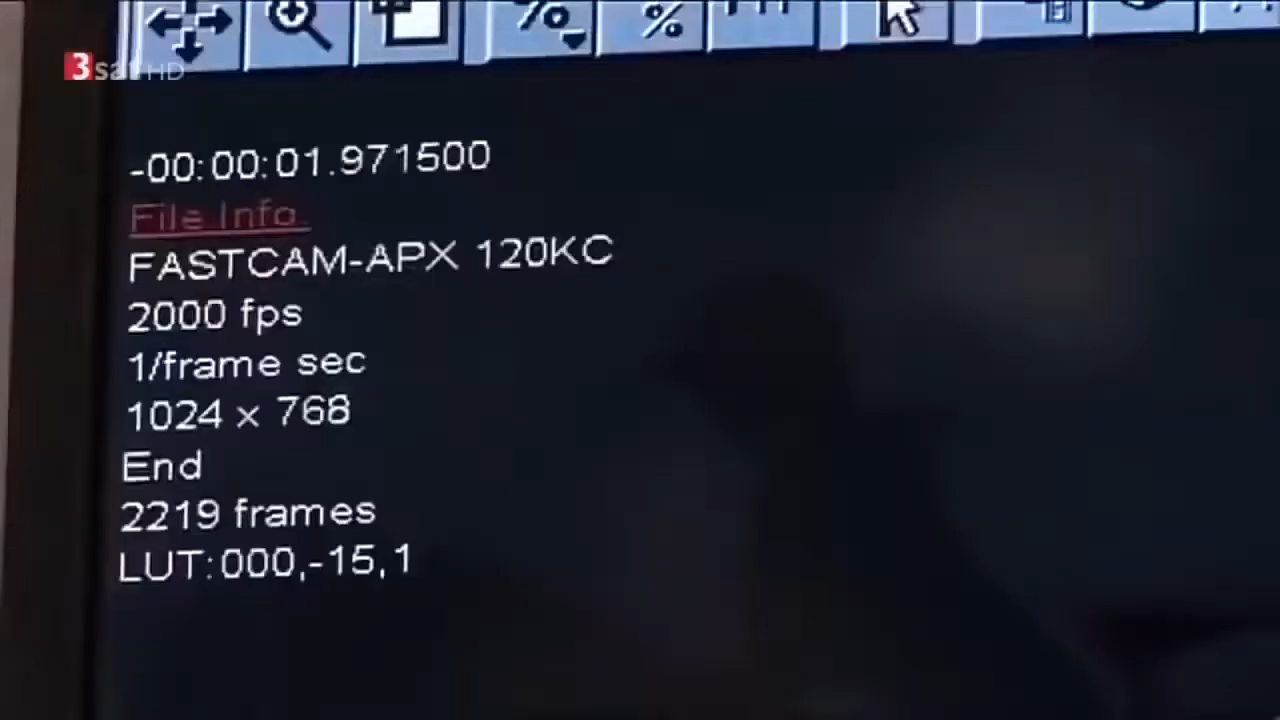 3sat HD
-00:00:01.971500
File Info.
FASTCAM-APX 120KC
2000 fps
1/frame sec
1024 x 768
End
2219 frames
LUT:000,-15,1